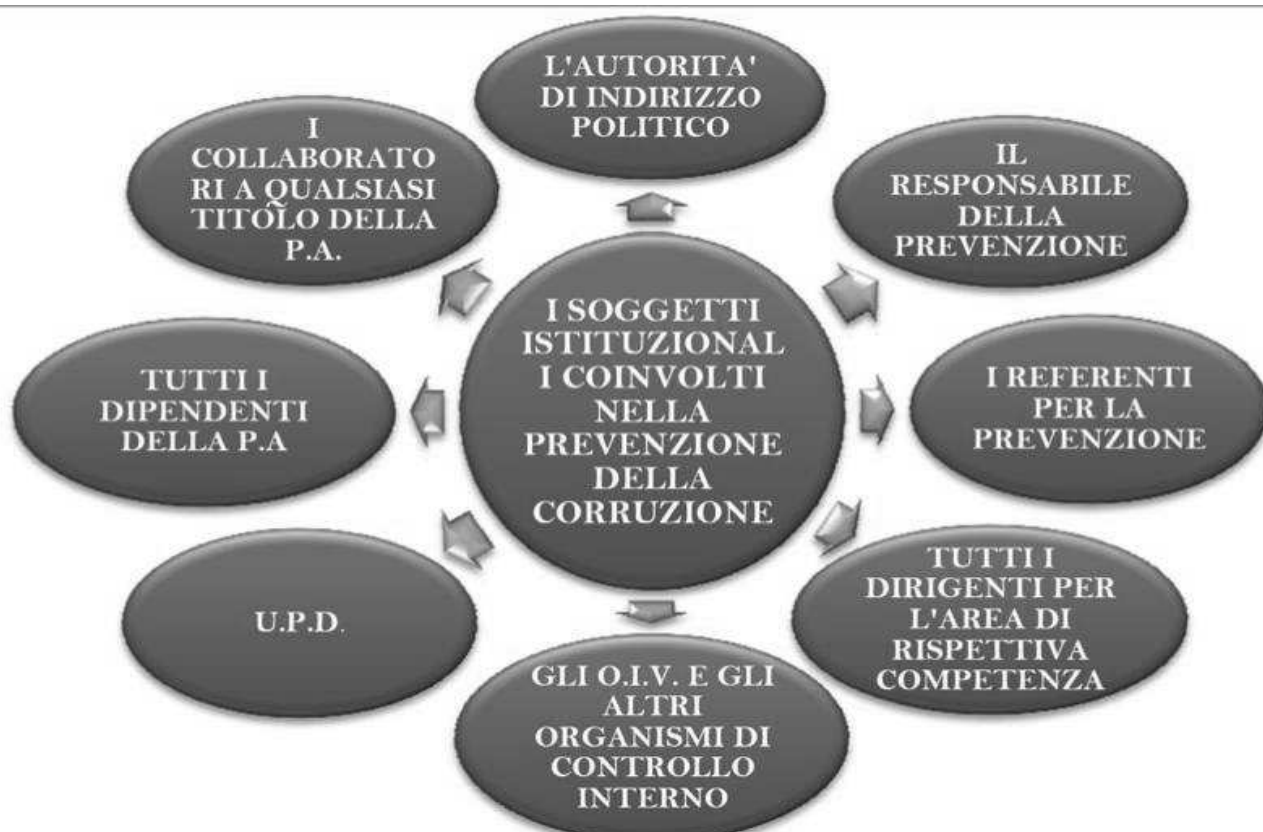 L'AUTORITA'
DI INDIRIZZO
POLITICO
IL
RESPONSABILE
DELLA
PREVENZIONE
I REFERENTI
PER LA
PREVENZIONE
TUTTI I
DIRIGENTI PER
L'AREA DI
RISPETTIVA
COMPETENZA
GLI O.I.V. E GLI
ALTRI
ORGANISMI DI
CONTROLLO
INTERNO
U.P.D.
TUTTI I
DIPENDENTI
DELLA P.A
I
COLLABORATO
RI A QUALSIASI
TITOLO DELLA
P.A.
I SOGGETTI
ISTITUZIONAL
I COINVOLTI
NELLA
PREVENZIONE
DELLA
CORRUZIONE